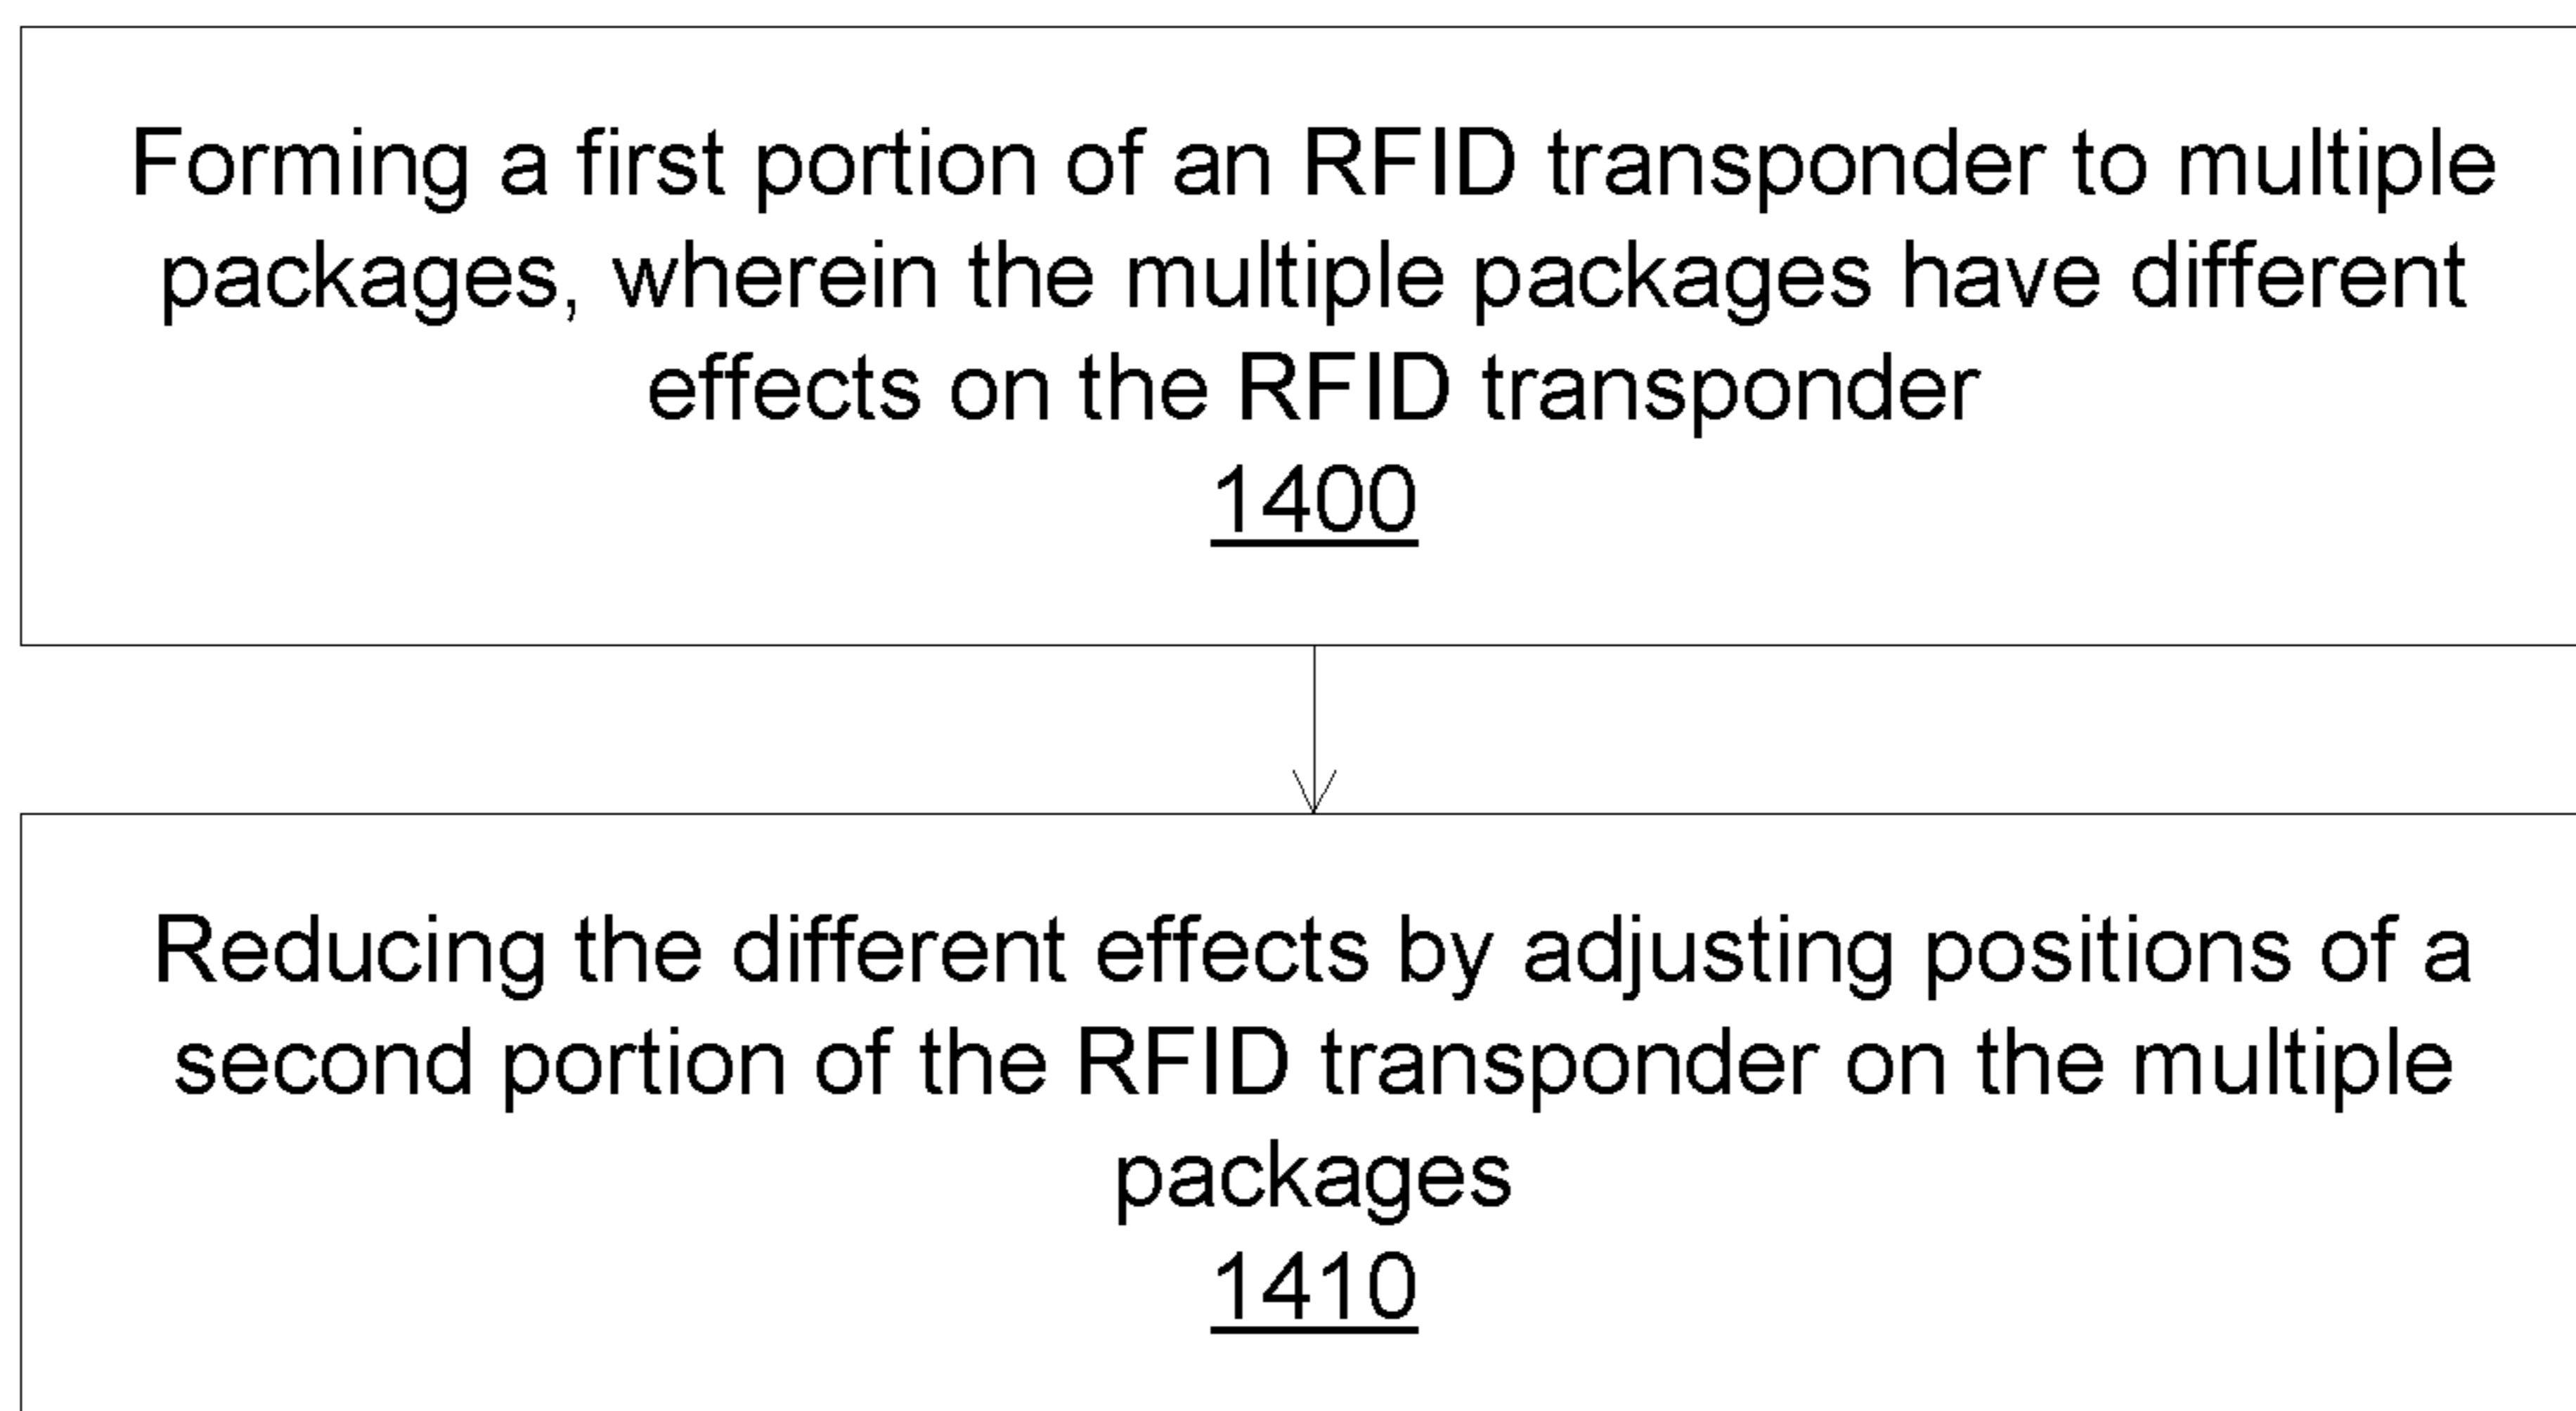 Forming a first portion of an RFID transponder to multiple
packages, wherein the multiple packages have different
effects on the RFID transponder
1400
Reducing the different effects by adjusting positions of a
second portion of the RFID transponder on the multiple
packages
1410